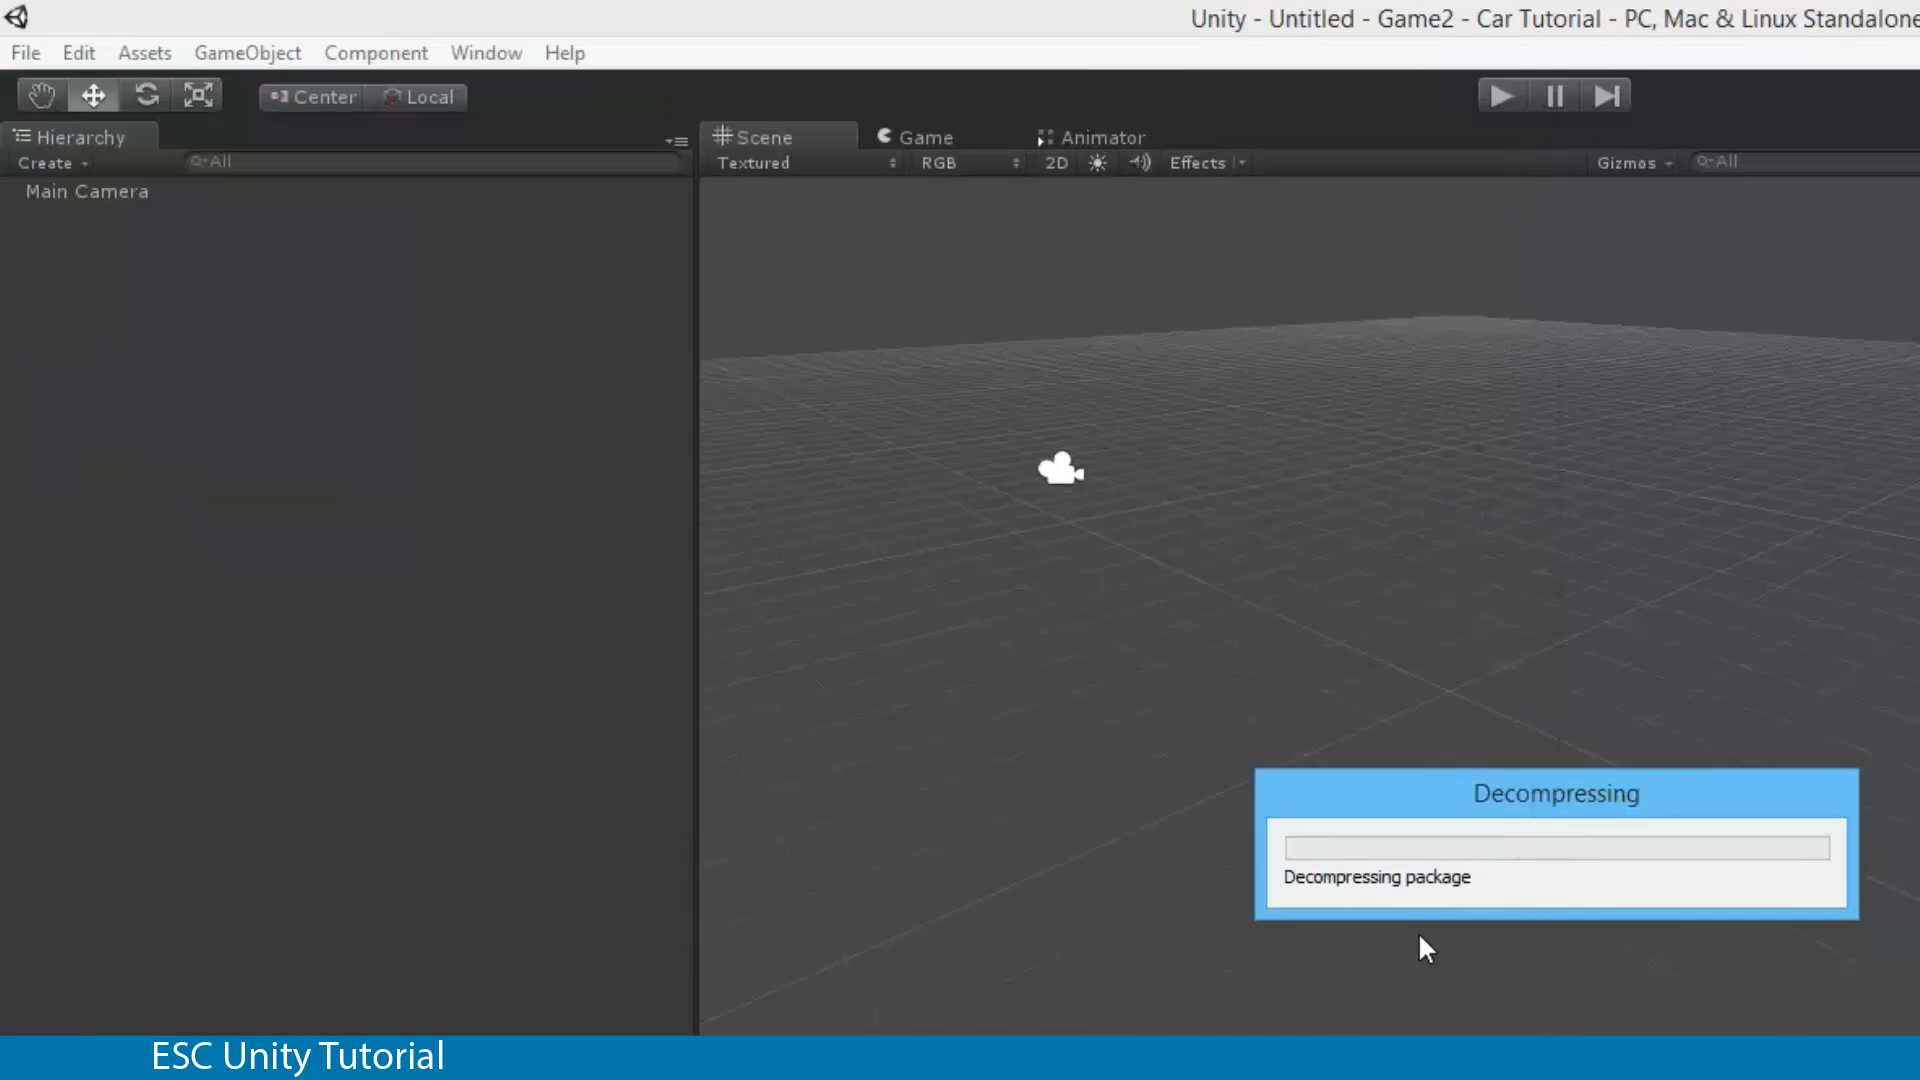 Unity - Untitled - Game2 - Car Tutorial - PC, Mac & Linux Standalone
File Edit Assets GameObject Component Window Help
Center Local
Hierarchy Scene Game Animator
Create All Textured RGB 2D Effects Gizmos All
Main Camera
Decompressing
Decompressing package
ESC Unity Tutorial